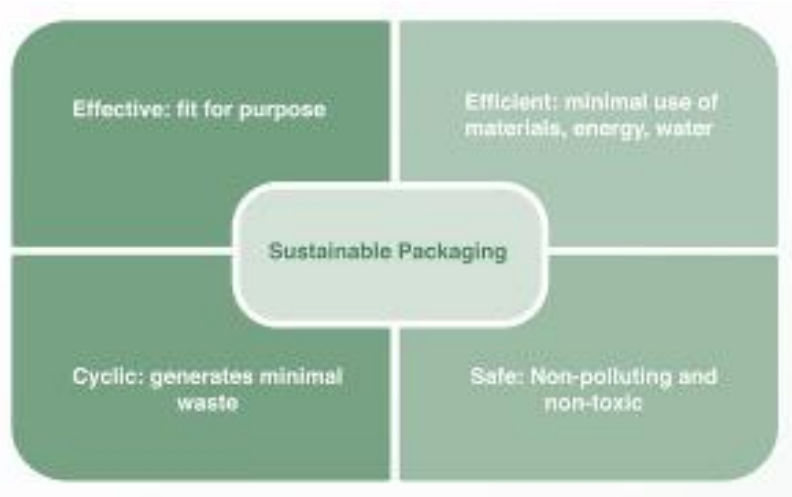 Effective: fit for purpose
Efficient: minimal use of
materials, energy, water
Sustainable Packaging
Cyclic: generates minimal
waste
Safe: Non-polluting and
non-toxic